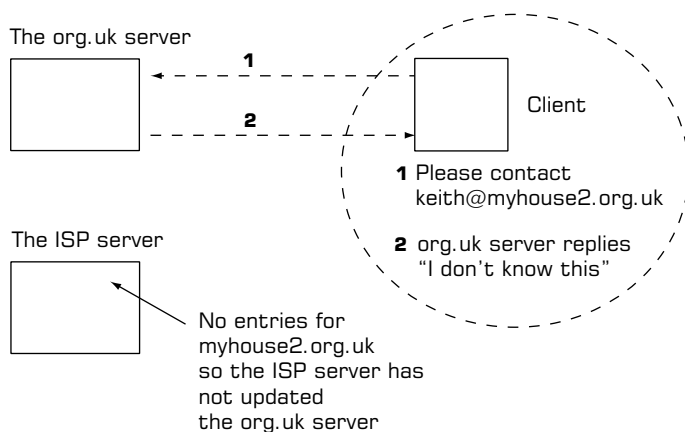 The org.uk server
1
2
Client
1 Please contact
keith@myhouse2.org.uk
2 org.uk server replies
“I don’t know this”
The ISP server
No entries for
myhouse2.org.uk
so the ISP server has
not updated
the org.uk server